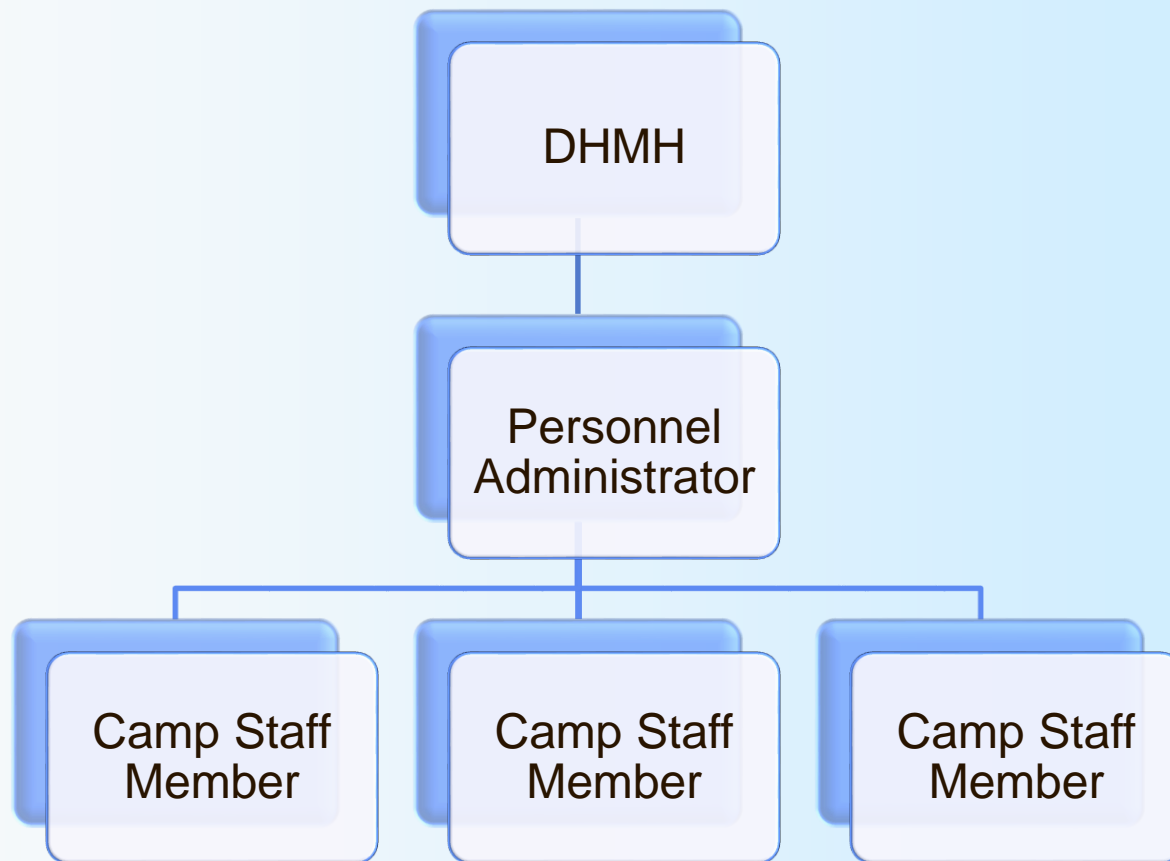 DHMH
Personnel
Administrator
Camp Staff
Member
Camp Staff
Member
Camp Staff
Member